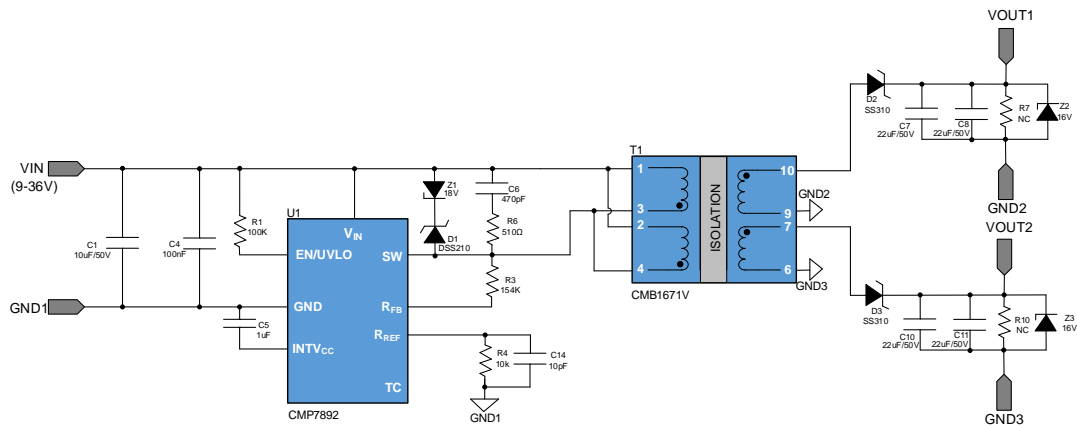 VOUT1
D2
SS310
C7
22uF/50V
C8
22uF/50V
R7
NC
Z2
16V
GND2
VIN
(9-36V)
C1
10uF/50V
C4
100nF
R1
100K
U1
VIN
EN/UVLO
SW
GND
RFB
RREF
INTVCC
TC
CMP7892
GND1
C5
1uF
Z1
18V
D1
DSS210
C6
470pF
R6
510Ω
R3
154K
R4
10k
C14
10pF
GND1
T1
1
3
2
4
ISOLATION
10
9
7
6
CMB1671V
GND2
GND3
VOUT2
D3
SS310
C10
22uF/50V
C11
22uF/50V
R10
NC
Z3
16V
GND3